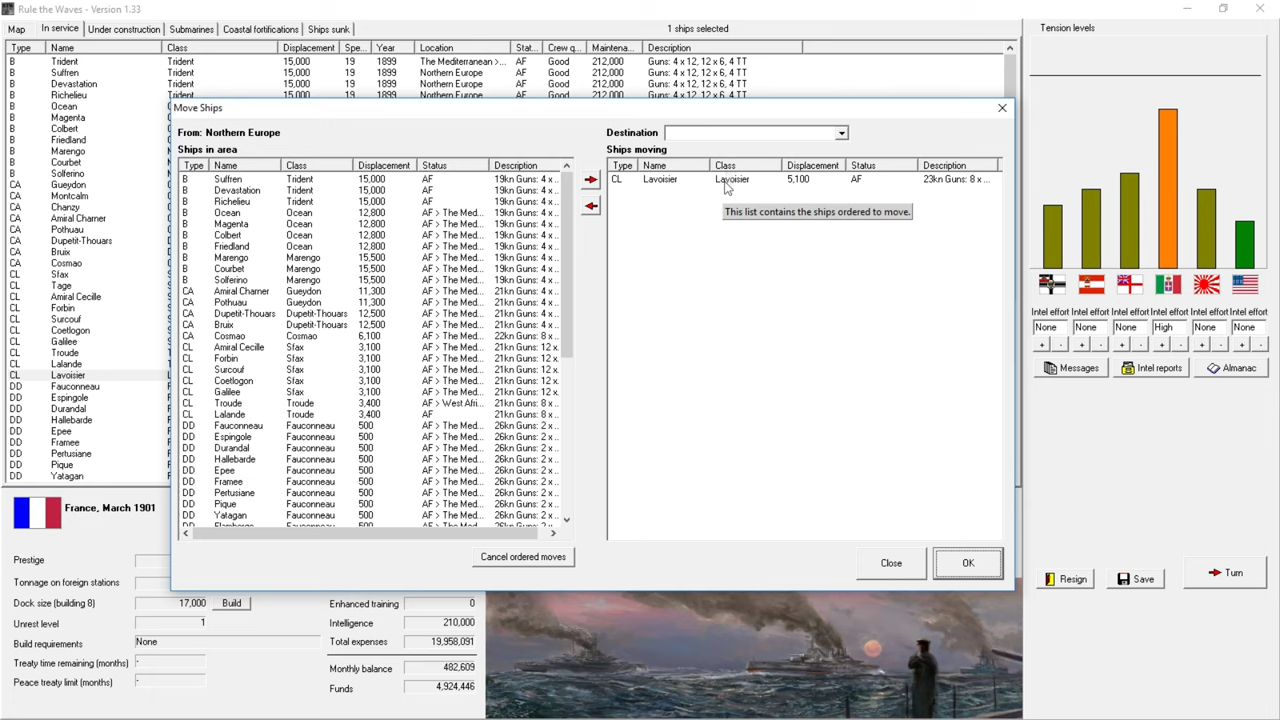 Rule the Waves - Version 1.33
Map In service Under construction Submarines Coastal fortifications Ships sunk 1 ships selected
Type Name Class Displacement Spe... Year Location Stat... Crew q... Maintena... Description
B Trident Trident 15,000 19 1899 The Mediterranean >... AF Good 212,000 Guns: 4 x 12, 12 x 6, 4 TT
B Suffren Trident 15,000 19 1899 Northern Europe AF Good 212,000 Guns: 4 x 12, 12 x 6, 4 TT
B Devastation Trident 15,000 19 1899 Northern Europe AF Good 212,000 Guns: 4 x 12, 12 x 6, 4 TT
B Richelieu Trident 15,000 19 1899 Northern Europe AF Good 212,000 Guns: 4 x 12, 12 x 6, 4 TT
B Ocean
B Magenta
B Colbert
B Friedland
B Marengo
B Courbet
B Solferino
CA Gueydon
CA Montcalm
CA Chanzy
CA Amiral Charner
CA Pothuau
CA Dupetit-Thouars
CA Bruix
CA Cosmao
CL Sfax
CL Tage
CL Amiral Cecille
CL Forbin
CL Surcouf
CL Coetlogon
CL Galilee
CL Troude
CL Lalande
CL Lavoisier
DD Fauconneau
DD Espingole
DD Durandal
DD Hallebarde
DD Epee
DD Framee
DD Pertusiane
DD Pique
DD Yatagan
Move Ships
From: Northern Europe
Ships in area
Type Name Class Displacement Status Description
B Suffren Trident 15,000 AF 19kn Guns: 4 x ...
B Devastation Trident 15,000 AF 19kn Guns: 4 x ...
B Richelieu Trident 15,000 AF 19kn Guns: 4 x ...
B Ocean Ocean 12,800 AF > The Med... 19kn Guns: 4 x ...
B Magenta Ocean 12,800 AF > The Med... 19kn Guns: 4 x ...
B Colbert Ocean 12,800 AF > The Med... 19kn Guns: 4 x ...
B Friedland Ocean 12,800 AF > The Med... 19kn Guns: 4 x ...
B Marengo Marengo 15,500 AF > The Med... 19kn Guns: 4 x ...
B Courbet Marengo 15,500 AF > The Med... 19kn Guns: 4 x ...
B Solferino Marengo 15,500 AF > The Med... 19kn Guns: 4 x ...
CA Amiral Charner Gueydon 11,300 AF > The Med... 21kn Guns: 4 x ...
CA Pothuau Gueydon 11,300 AF > The Med... 21kn Guns: 4 x ...
CA Dupetit-Thouars Dupetit-Thouars 12,500 AF > The Med... 21kn Guns: 4 x ...
CA Bruix Dupetit-Thouars 12,500 AF > The Med... 21kn Guns: 4 x ...
CA Cosmao Cosmao 6,100 AF > The Med... 22kn Guns: 8 x ...
CL Amiral Cecille Sfax 3,100 AF > The Med... 21kn Guns: 12 x
CL Forbin Sfax 3,100 AF > The Med... 21kn Guns: 12 x
CL Surcouf Sfax 3,100 AF > The Med... 21kn Guns: 12 x
CL Coetlogon Sfax 3,100 AF > The Med... 21kn Guns: 12 x
CL Galilee Sfax 3,100 AF > The Med... 21kn Guns: 12 x
CL Troude Troude 3,400 AF > West Afri... 21kn Guns: 8 x ...
CL Lalande Troude 3,400 AF 21kn Guns: 8 x ...
DD Fauconneau Fauconneau 500 AF > The Med... 26kn Guns: 2 x ...
DD Espingole Fauconneau 500 AF > The Med... 26kn Guns: 2 x ...
DD Durandal Fauconneau 500 AF > The Med... 26kn Guns: 2 x ...
DD Hallebarde Fauconneau 500 AF > The Med... 26kn Guns: 2 x ...
DD Epee Fauconneau 500 AF > The Med... 26kn Guns: 2 x ...
DD Framee Fauconneau 500 AF > The Med... 26kn Guns: 2 x ...
DD Pertusiane Fauconneau 500 AF > The Med... 26kn Guns: 2 x ...
DD Pique Fauconneau 500 AF > The Med... 26kn Guns: 2 x ...
DD Yatagan Fauconneau 500 AF > The Med... 26kn Guns: 2 x ...
Cancel ordered moves
Destination
Ships moving
Type Name Class Displacement Status Description
CL Lavoisier Lavoisier 5,100 AF 23kn Guns: 8 x ...
This list contains the ships ordered to move.
Close OK
Tension levels
Intel effort Intel effort Intel effort Intel effort Intel effort Intel effort
None None None High None None
+ - + - + - + - + - + -
Messages Intel reports Almanac
France, March 1901
Prestige
Tonnage on foreign stations
Dock size (building 8) 17,000 Build
Unrest level 1
Build requirements None
Treaty time remaining (months) -
Peace treaty limit (months) -
Enhanced training 0
Intelligence 210,000
Total expenses 19,958,091
Monthly balance 482,609
Funds 4,924,446
Resign Save Turn